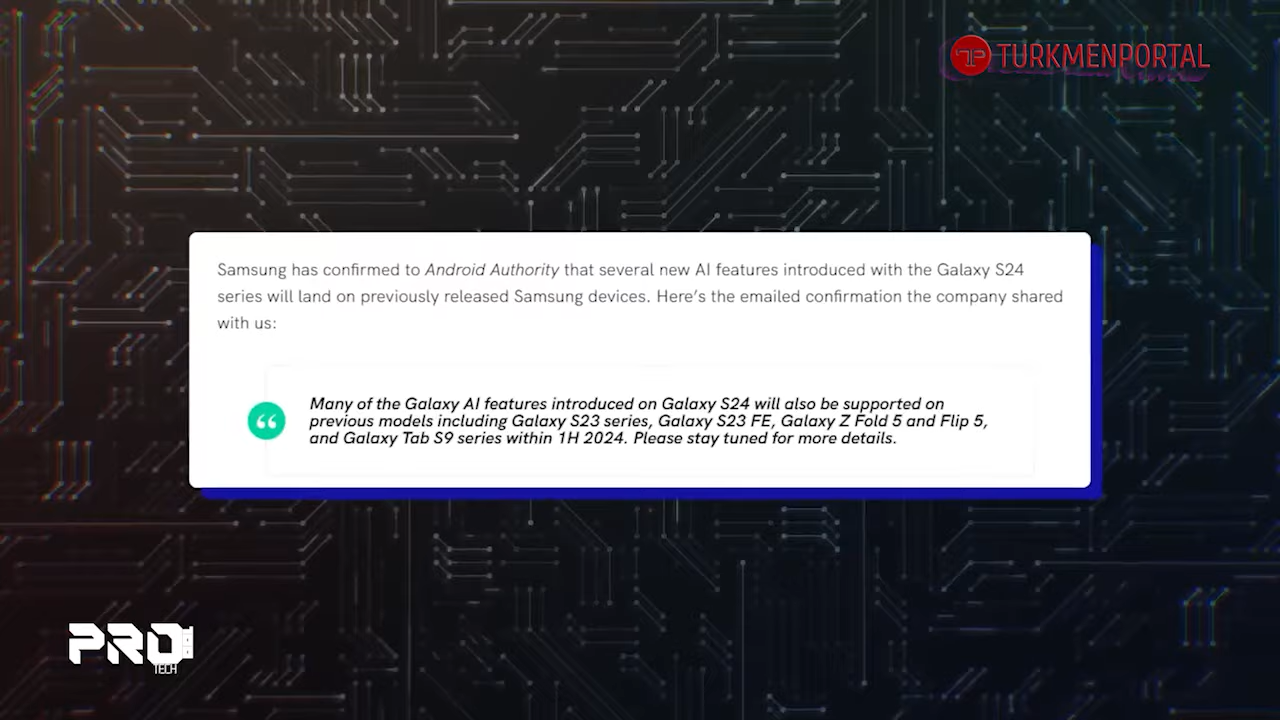 TURKMENPORTAL
Samsung has confirmed to Android Authority that several new AI features introduced with the Galaxy S24
series will land on previously released Samsung devices. Here's the emailed confirmation the company shared
with us:
Many of the Galaxy AI features introduced on Galaxy S24 will also be supported on
previous models including Galaxy S23 series, Galaxy S23 FE, Galaxy Z Fold 5 and Flip 5,
and Galaxy Tab S9 series within 1H 2024. Please stay tuned for more details.
PRO
TECH